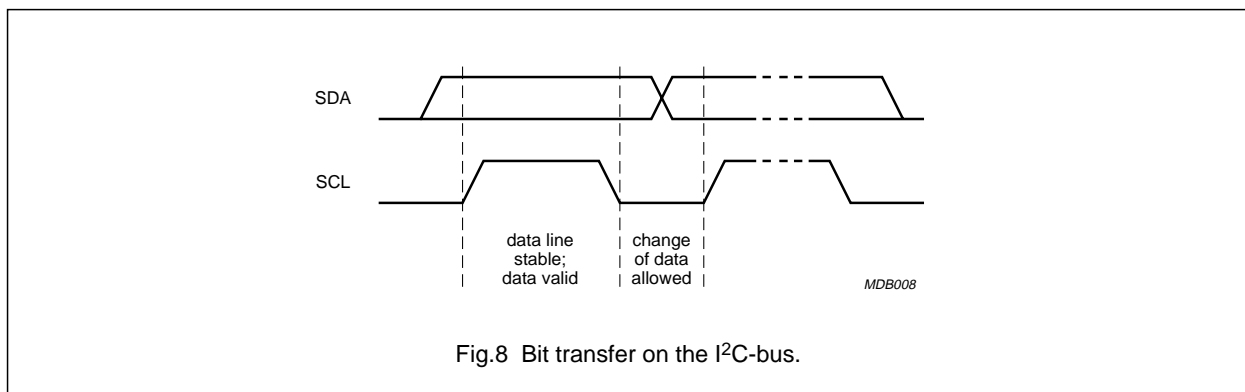 SDA
SCL
data line
stable;
data valid
change
of data
allowed
MDB008
Fig.8 Bit transfer on the I²C-bus.